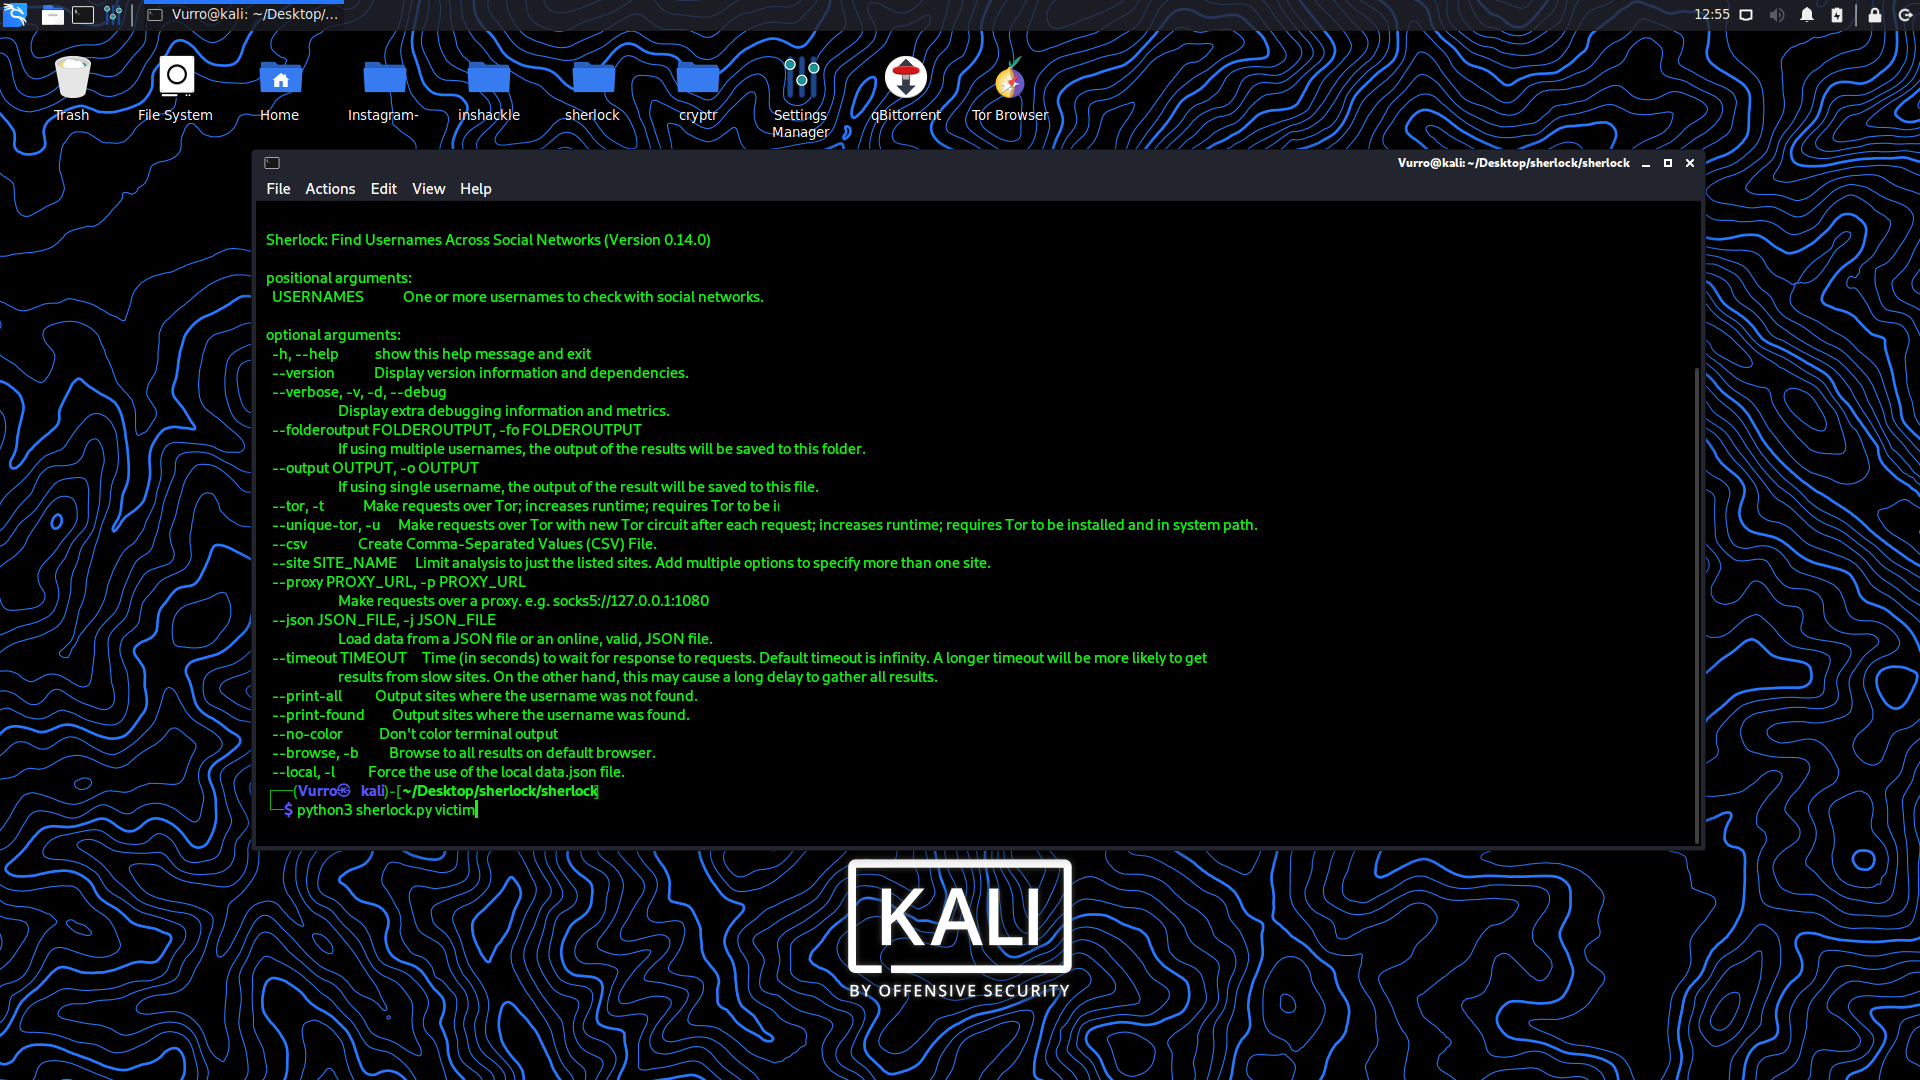 Vurro@kali: ~/Desktop/...
12:55
Trash
File System
Home
Instagram-
inshackle
sherlock
cryptr
Settings Manager
qBittorrent
Tor Browser
Vurro@kali: ~/Desktop/sherlock/sherlock
File Actions Edit View Help
Sherlock: Find Usernames Across Social Networks (Version 0.14.0)
positional arguments:
USERNAMES One or more usernames to check with social networks.
optional arguments:
-h, --help show this help message and exit
--version Display version information and dependencies.
--verbose, -v, -d, --debug
Display extra debugging information and metrics.
--folderoutput FOLDEROUTPUT, -fo FOLDEROUTPUT
If using multiple usernames, the output of the results will be saved to this folder.
--output OUTPUT, -o OUTPUT
If using single username, the output of the result will be saved to this file.
--tor, -t Make requests over Tor; increases runtime; requires Tor to be i
--unique-tor, -u Make requests over Tor with new Tor circuit after each request; increases runtime; requires Tor to be installed and in system path.
--csv Create Comma-Separated Values (CSV) File.
--site SITE_NAME Limit analysis to just the listed sites. Add multiple options to specify more than one site.
--proxy PROXY_URL, -p PROXY_URL
Make requests over a proxy. e.g. socks5://127.0.0.1:1080
--json JSON_FILE, -j JSON_FILE
Load data from a JSON file or an online, valid, JSON file.
--timeout TIMEOUT Time (in seconds) to wait for response to requests. Default timeout is infinity. A longer timeout will be more likely to get
results from slow sites. On the other hand, this may cause a long delay to gather all results.
--print-all Output sites where the username was not found.
--print-found Output sites where the username was found.
--no-color Don't color terminal output
--browse, -b Browse to all results on default browser.
--local, -l Force the use of the local data.json file.
(Vurro㉿ kali)-[~/Desktop/sherlock/sherlock]
$ python3 sherlock.py victim
KALI
BY OFFENSIVE SECURITY